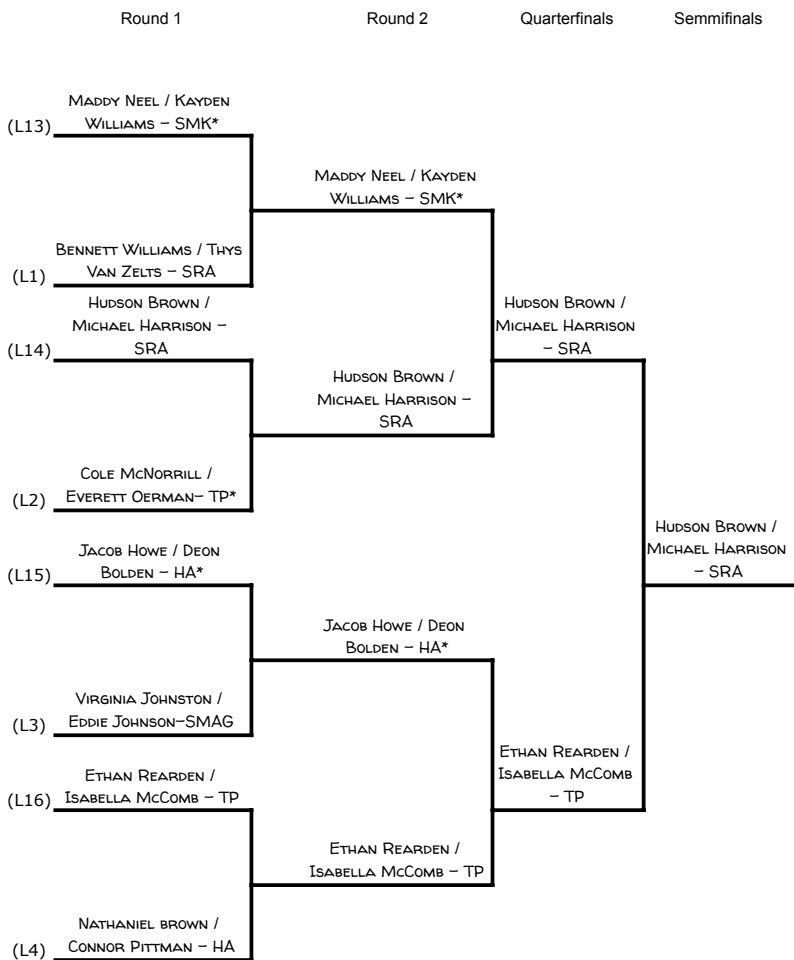 Round 1
Round 2
Quarterfinals
Semmifinals
Maddy Neel / Kayden
Williams – SMK*
(L13)
Maddy Neel / Kayden
Williams – SMK*
Bennett Williams / Thys
Van Zelts – SRA
(L1)
Hudson Brown /
Michael Harrison –
SRA
(L14)
Hudson Brown /
Michael Harrison
– SRA
Hudson Brown /
Michael Harrison –
SRA
Cole McNorrill /
Everett Oerman– TP*
(L2)
Hudson Brown /
Michael Harrison
– SRA
Jacob Howe / Deon
Bolden – HA*
(L15)
Jacob Howe / Deon
Bolden – HA*
Virginia Johnston /
Eddie Johnson-SMAG
(L3)
Ethan Rearden /
Isabella McComb
– TP
Ethan Rearden /
Isabella McComb – TP
(L16)
Ethan Rearden /
Isabella McComb – TP
Nathaniel brown /
Connor Pittman – HA
(L4)